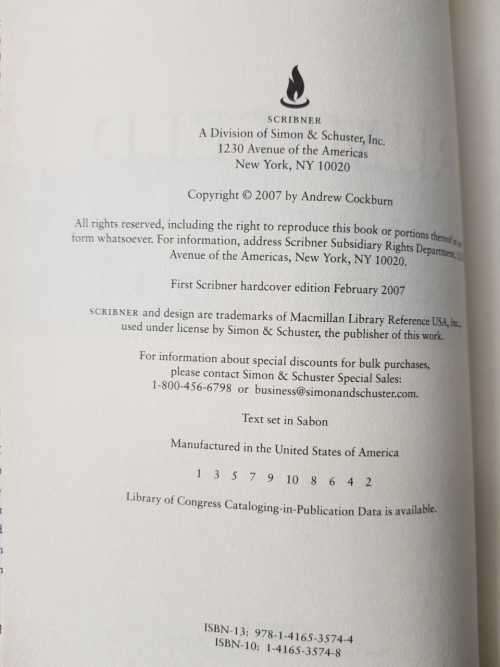 SCRIBNER
A Division of Simon & Schuster, Inc.
1230 Avenue of the Americas
New York, NY 10020
Copyright © 2007 by Andrew Cockburn
All rights reserved, including the right to reproduce this book or portions thereof
form whatsoever. For information, address Scribner Subsidiary Rights Department,
Avenue of the Americas, New York, NY 10020.
First Scribner hardcover edition February 2007
SCRIBNER and design are trademarks of Macmillan Library Reference USA, Inc.,
used under license by Simon & Schuster, the publisher of this work.
For information about special discounts for bulk purchases,
please contact Simon & Schuster Special Sales:
1-800-456-6798 or business@simonandschuster.com.
Text set in Sabon
Manufactured in the United States of America
1 3 5 7 9 10 8 6 4 2
Library of Congress Cataloging-in-Publication Data is available.
ISBN-13: 978-1-4165-3574-4
ISBN-10: 1-4165-3574-8